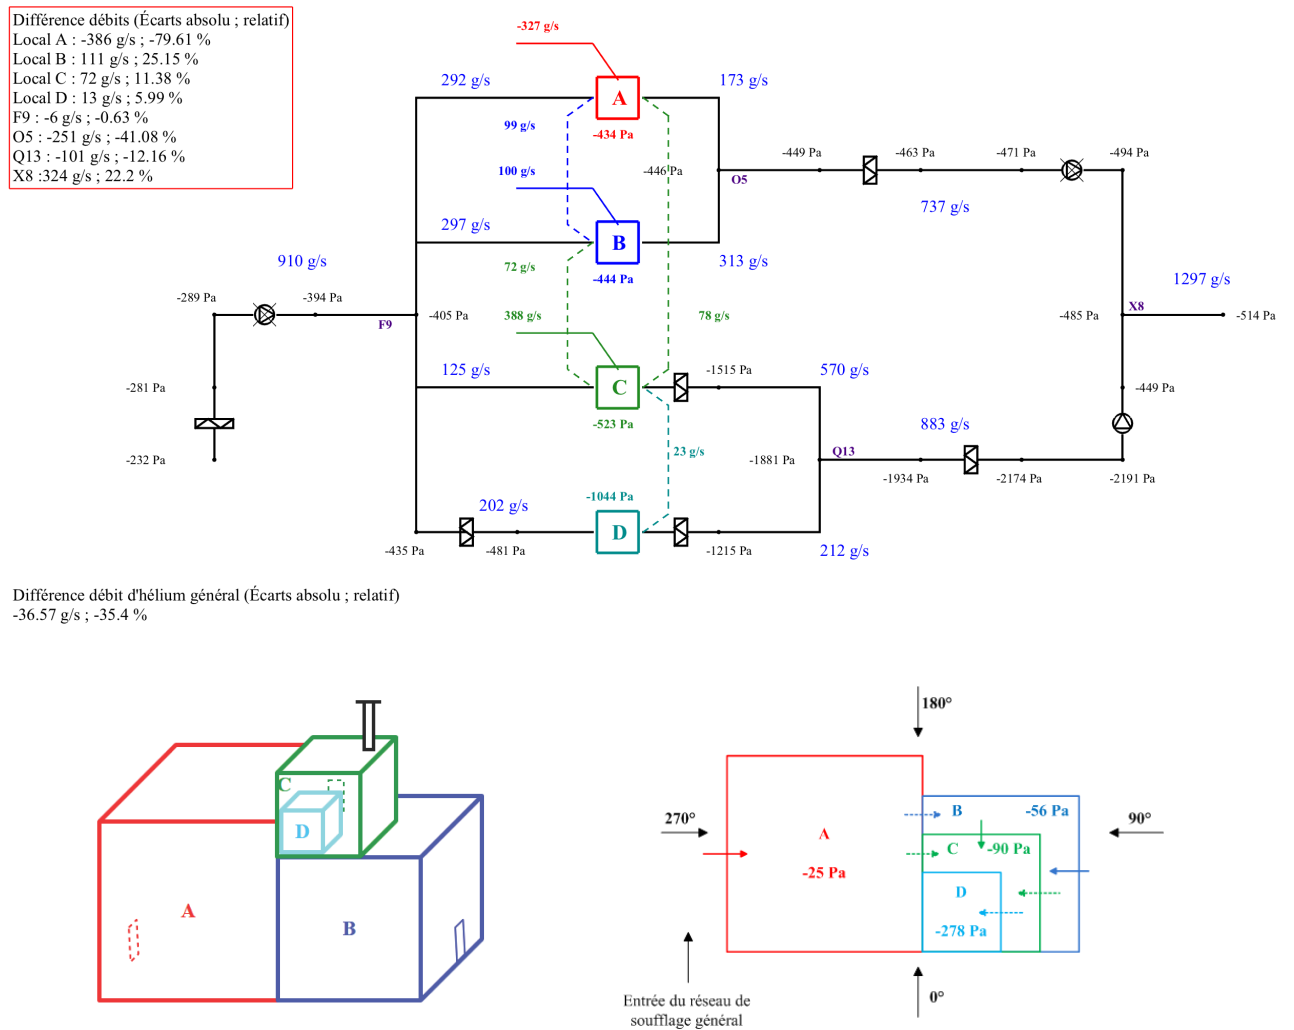 Différence débits (Écarts absolu ; relatif)
Local A : -386 g/s ; -79.61 %
Local B : 111 g/s ; 25.15 %
Local C : 72 g/s ; 11.38 %
Local D : 13 g/s ; 5.99 %
F9 : -6 g/s ; -0.63 %
O5 : -251 g/s ; -41.08 %
Q13 : -101 g/s ; -12.16 %
X8 :324 g/s ; 22.2 %
-327 g/s
292 g/s
A
173 g/s
99 g/s
-434 Pa
-449 Pa
-463 Pa
-471 Pa
-494 Pa
100 g/s
-446 Pa
O5
737 g/s
297 g/s
B
313 g/s
910 g/s
72 g/s
-444 Pa
1297 g/s
-289 Pa
-394 Pa
F9
-405 Pa
388 g/s
78 g/s
-485 Pa
X8
-514 Pa
125 g/s
C
-1515 Pa
570 g/s
-281 Pa
-449 Pa
-523 Pa
883 g/s
-232 Pa
23 g/s
-1881 Pa
Q13
-1934 Pa
-2174 Pa
-2191 Pa
202 g/s
-1044 Pa
D
-435 Pa
-481 Pa
-1215 Pa
212 g/s
Différence débit d'hélium général (Écarts absolu ; relatif)
-36.57 g/s ; -35.4 %
C
D
A
B
180°
270°
90°
A
-25 Pa
B
-56 Pa
C
-90 Pa
D
-278 Pa
Entrée du réseau de
soufflage général
0°